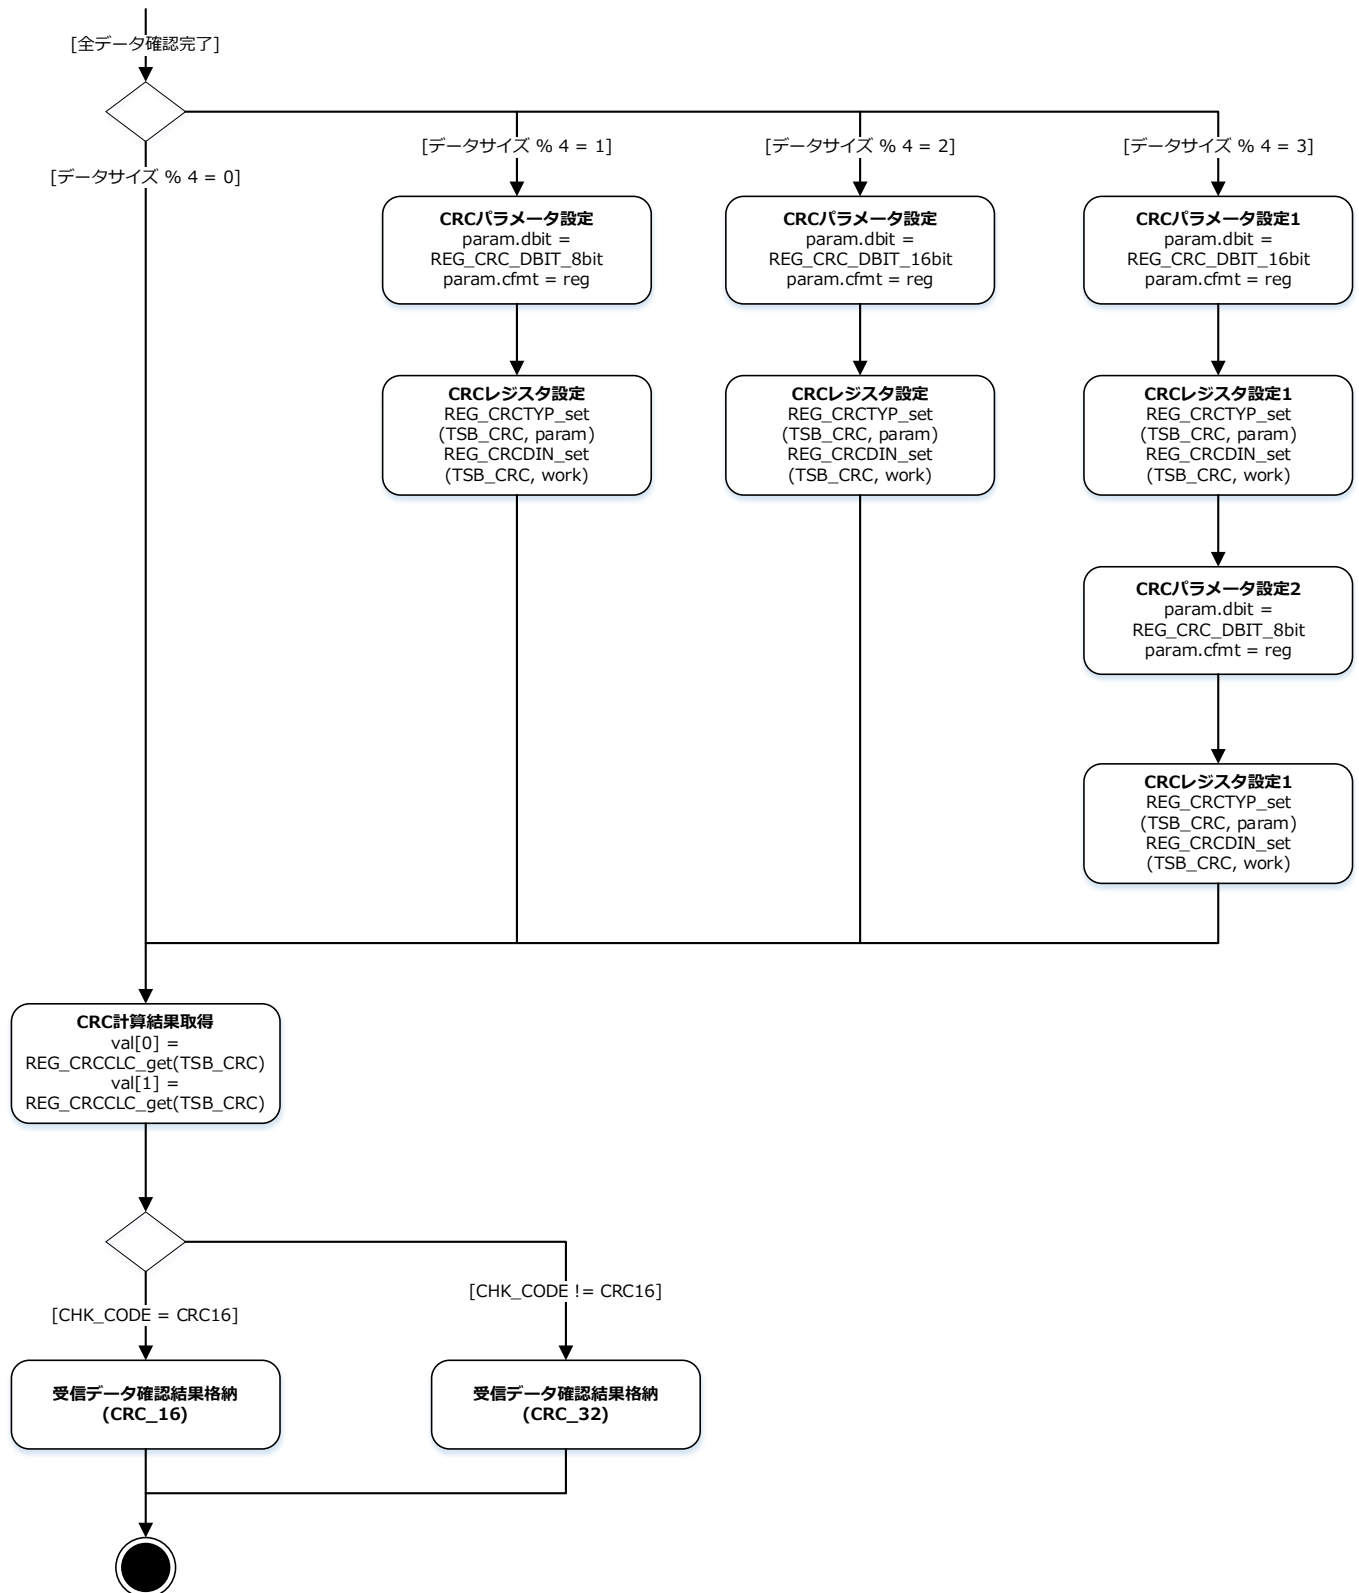 [全データ確認完了]
[データサイズ % 4 = 0]
[データサイズ % 4 = 1]
[データサイズ % 4 = 2]
[データサイズ % 4 = 3]
CRCパラメータ設定
param.dbit =
REG_CRC_DBIT_8bit
param.cfmt = reg
CRCパラメータ設定
param.dbit =
REG_CRC_DBIT_16bit
param.cfmt = reg
CRCパラメータ設定1
param.dbit =
REG_CRC_DBIT_16bit
param.cfmt = reg
CRCレジスタ設定
REG_CRCTYP_set
(TSB_CRC, param)
REG_CRCDIN_set
(TSB_CRC, work)
CRCレジスタ設定
REG_CRCTYP_set
(TSB_CRC, param)
REG_CRCDIN_set
(TSB_CRC, work)
CRCレジスタ設定1
REG_CRCTYP_set
(TSB_CRC, param)
REG_CRCDIN_set
(TSB_CRC, work)
CRCパラメータ設定2
param.dbit =
REG_CRC_DBIT_8bit
param.cfmt = reg
CRCレジスタ設定1
REG_CRCTYP_set
(TSB_CRC, param)
REG_CRCDIN_set
(TSB_CRC, work)
CRC計算結果取得
val[0] =
REG_CRCCLC_get(TSB_CRC)
val[1] =
REG_CRCCLC_get(TSB_CRC)
[CHK_CODE = CRC16]
[CHK_CODE != CRC16]
受信データ確認結果格納
(CRC_16)
受信データ確認結果格納
(CRC_32)